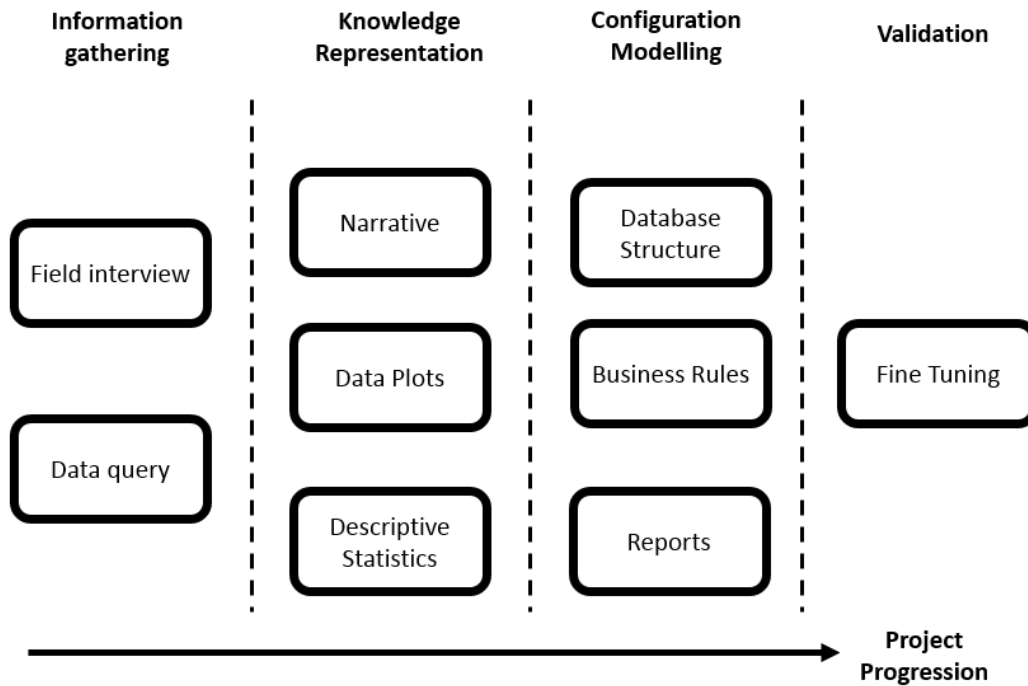 Information
gathering
Knowledge
Representation
Configuration
Modelling
Validation
Field interview
Data query
Narrative
Data Plots
Descriptive
Statistics
Database
Structure
Business Rules
Reports
Fine Tuning
Project
Progression